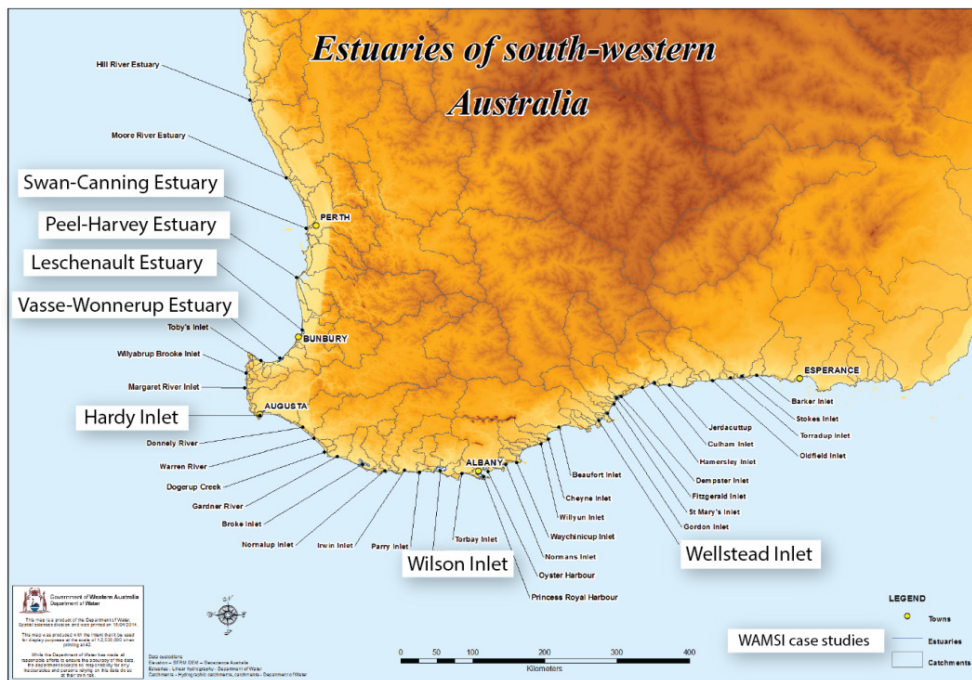 Estuaries of south-western
Australia
Hill River Estuary
Moore River Estuary
Swan-Canning Estuary
PERTH
Peel-Harvey Estuary
Leschenault Estuary
Vasse-Wonnerup Estuary
Toby's Inlet
BUNBURY
Wilyabrup Brooke Inlet
Margaret River Inlet
AUGUSTA
Hardy Inlet
Donnely River
Warren River
Dogerup Creek
Gardner River
Broke Inlet
Nornalup Inlet
Irwin Inlet
Parry Inlet
Wilson Inlet
Torbay Inlet
ALBANY
Princess Royal Harbour
Oyster Harbour
Normans Inlet
Waychinicup Inlet
Willyun Inlet
Cheyne Inlet
Beaufort Inlet
Wellstead Inlet
Gordon Inlet
St Mary's Inlet
Fitzgerald Inlet
Dempster Inlet
Hamersley Inlet
Culham Inlet
Jerdacuttup
Oldfield Inlet
Torradup Inlet
Stokes Inlet
Barker Inlet
ESPERANCE
LEGEND
Towns
WAMSI case studies
Estuaries
Catchments
Government of Western Australia
Department of Water
0 50 100 200 300 400
Kilometers